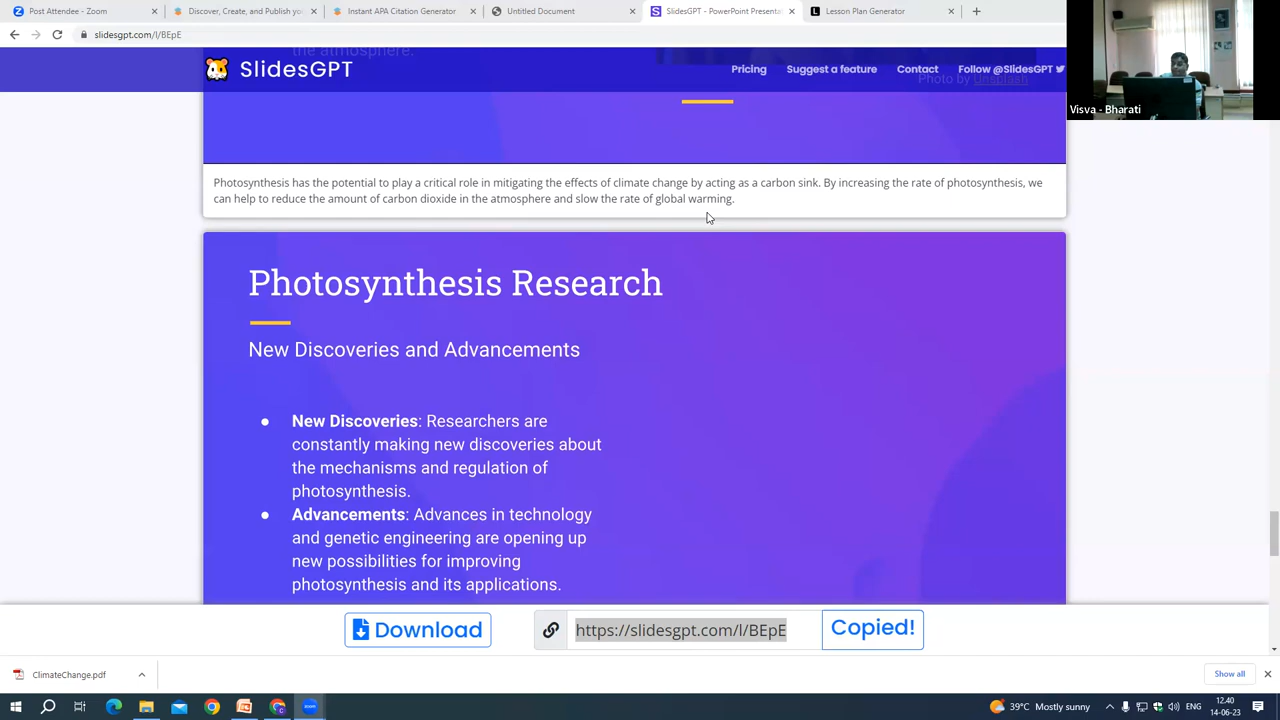 Post Attendee - Zoom
Discover, Create, and Publish you
Instant APA Citation Generator
Untitled Document
SlidesGPT - PowerPoint Presenta
Lesson Plan Generator
slidesgpt.com/l/8EpE
the atmosphere.
SlidesGPT
Pricing
Suggest a feature
Contact
Follow @SlidesGPT
Photo by Unsplash
Visva - Bharati
Photosynthesis has the potential to play a critical role in mitigating the effects of climate change by acting as a carbon sink. By increasing the rate of photosynthesis, we
can help to reduce the amount of carbon dioxide in the atmosphere and slow the rate of global warming.
Photosynthesis Research
New Discoveries and Advancements
● New Discoveries: Researchers are
constantly making new discoveries about
the mechanisms and regulation of
photosynthesis.
● Advancements: Advances in technology
and genetic engineering are opening up
new possibilities for improving
photosynthesis and its applications.
Download
https://slidesgpt.com/l/BEpE
Copied!
ClimateChange.pdf
Show all
39°C Mostly sunny
ENG
12.40
14-06-23